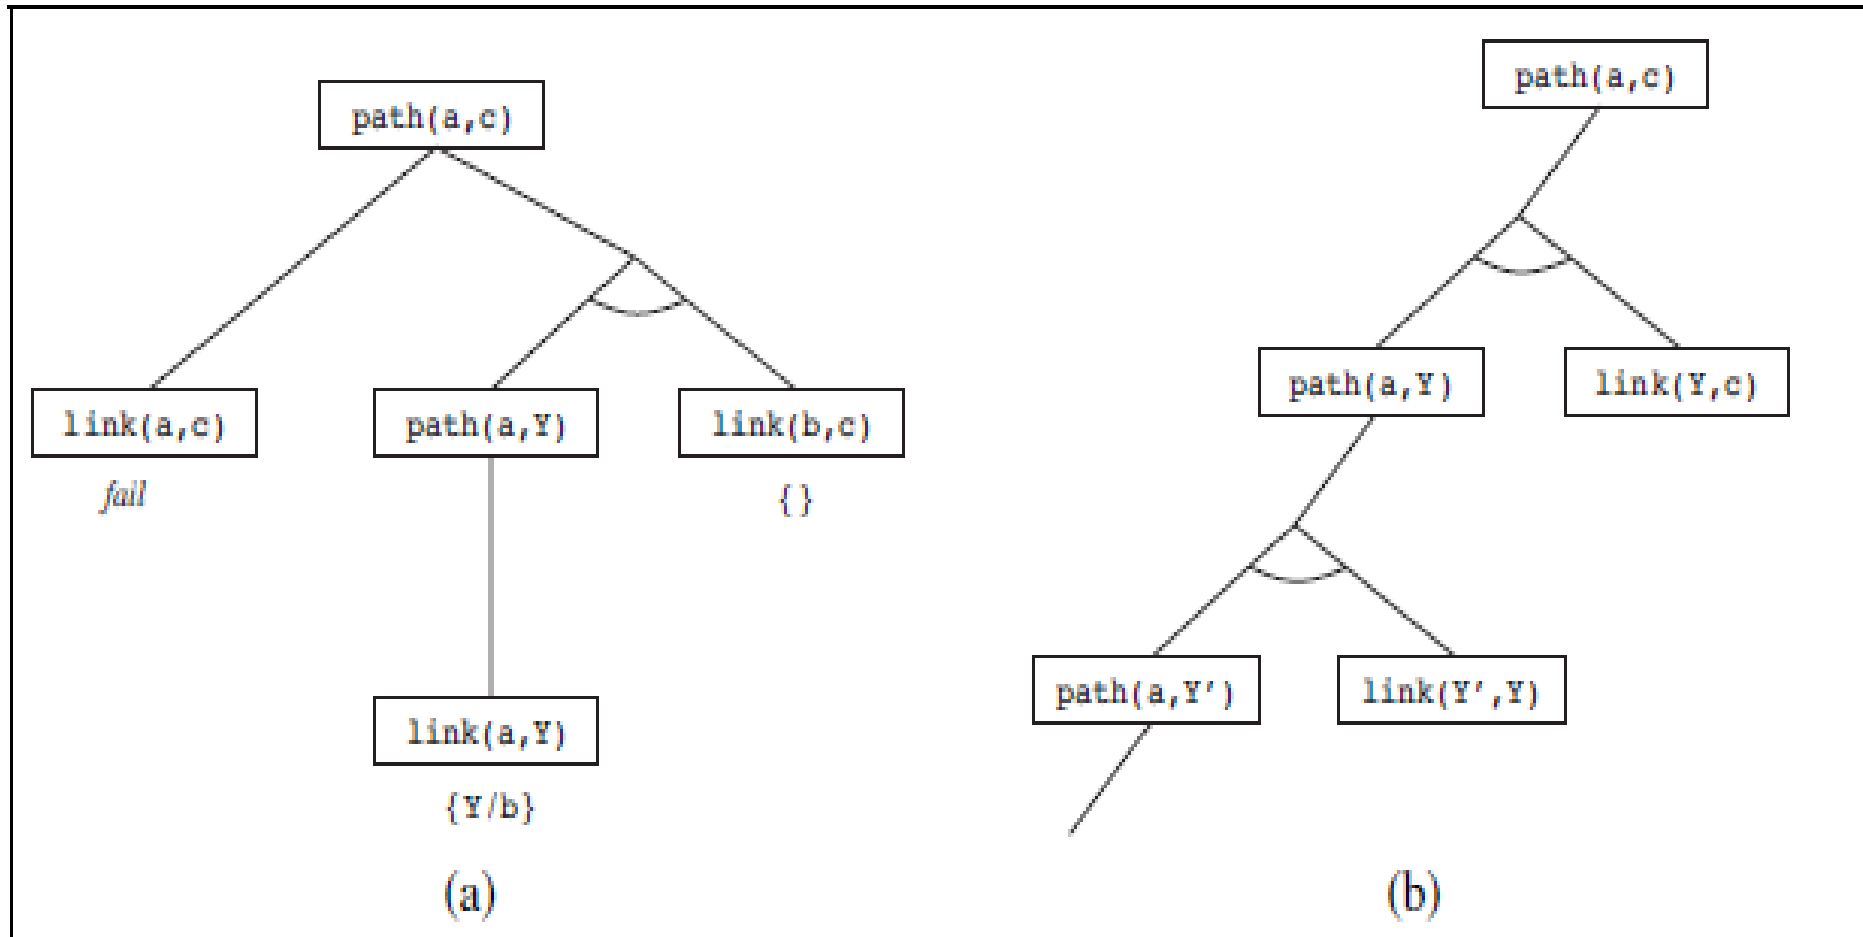 path(a,c)
link(a,c)
path(a,Y)
link(b,c)
fail
{ }
link(a,Y)
{Y/b}
(a)
path(a,c)
path(a,Y)
link(Y,c)
path(a,Y')
link(Y',Y)
(b)